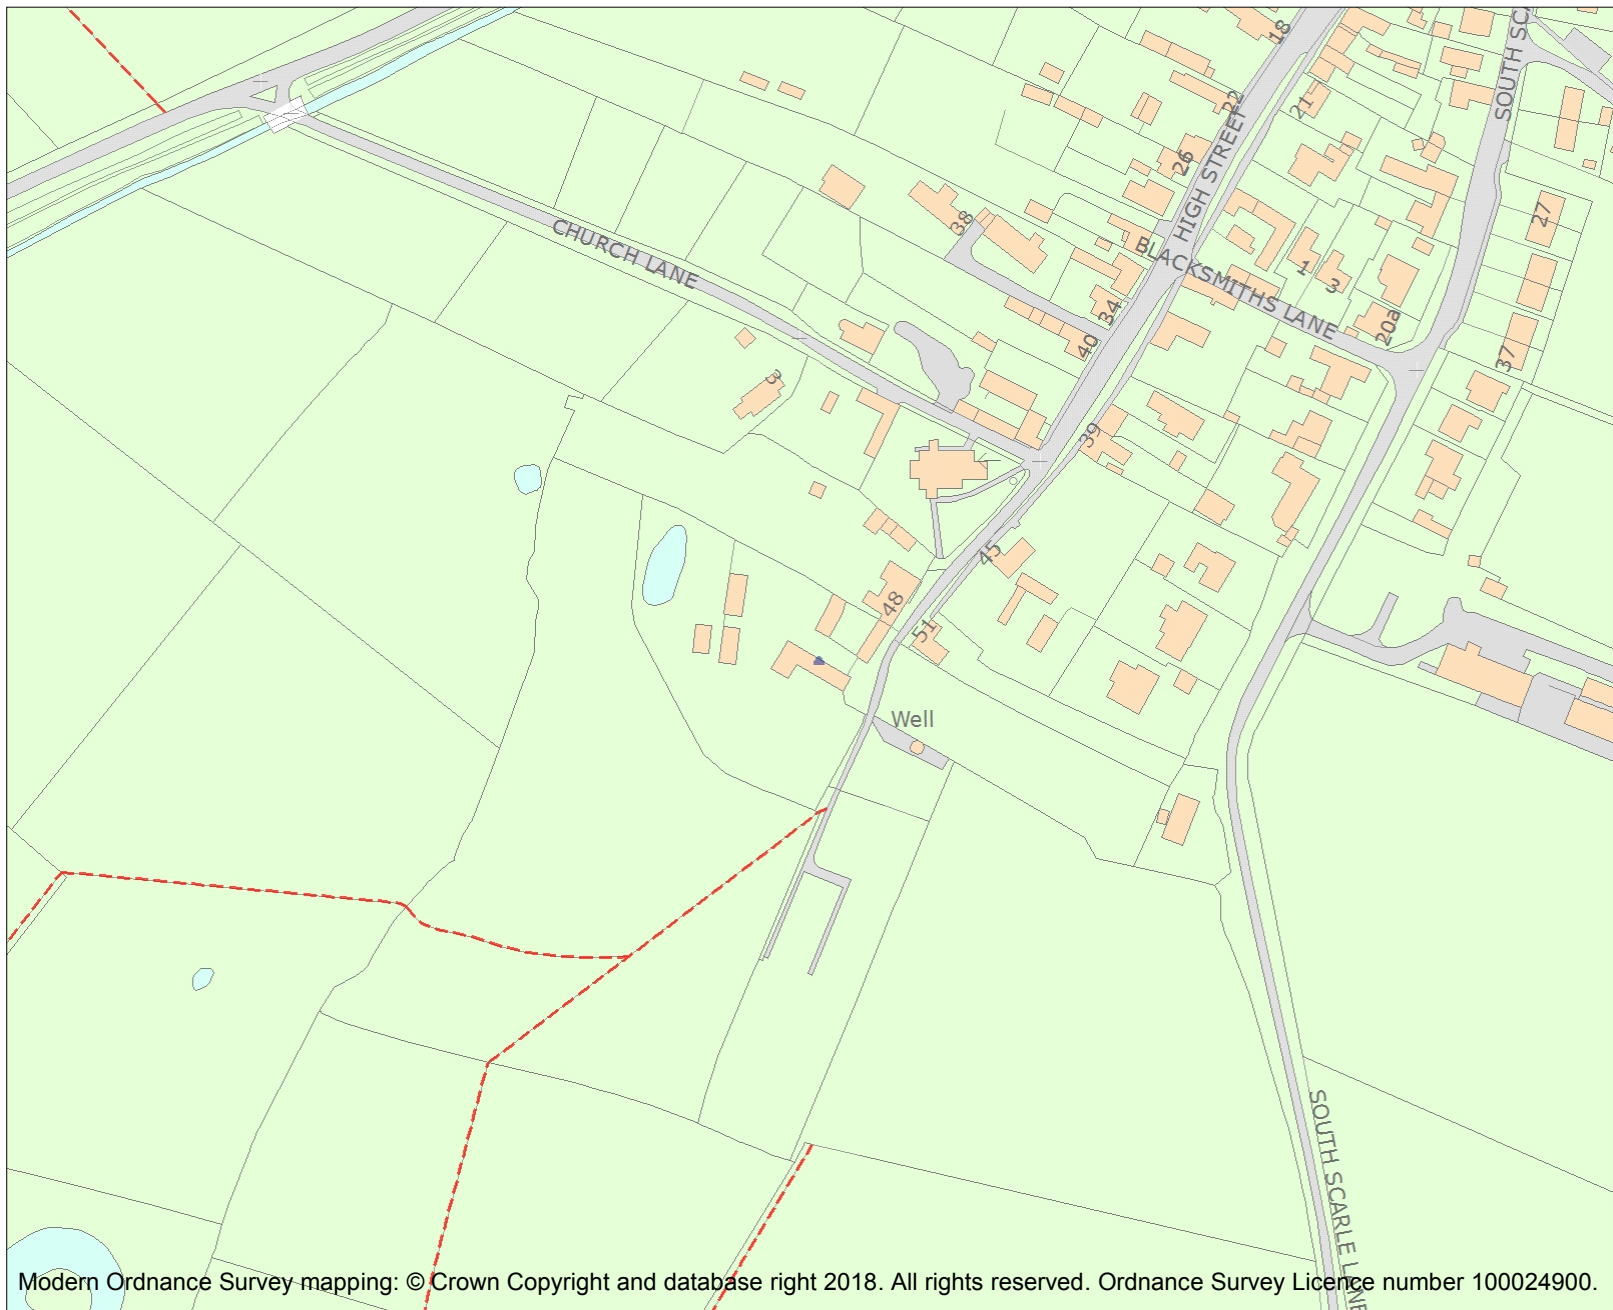 18
SOUTH SCA
22
21
HIGH STREET
26
27
38
CHURCH LANE
BLACKSMITHS LANE
1
3
34
20a
40
37
3
39
45
48
51
Well
SOUTH SCARLE LANE
Modern Ordnance Survey mapping: © Crown Copyright and database right 2018. All rights reserved. Ordnance Survey Licence number 100024900.